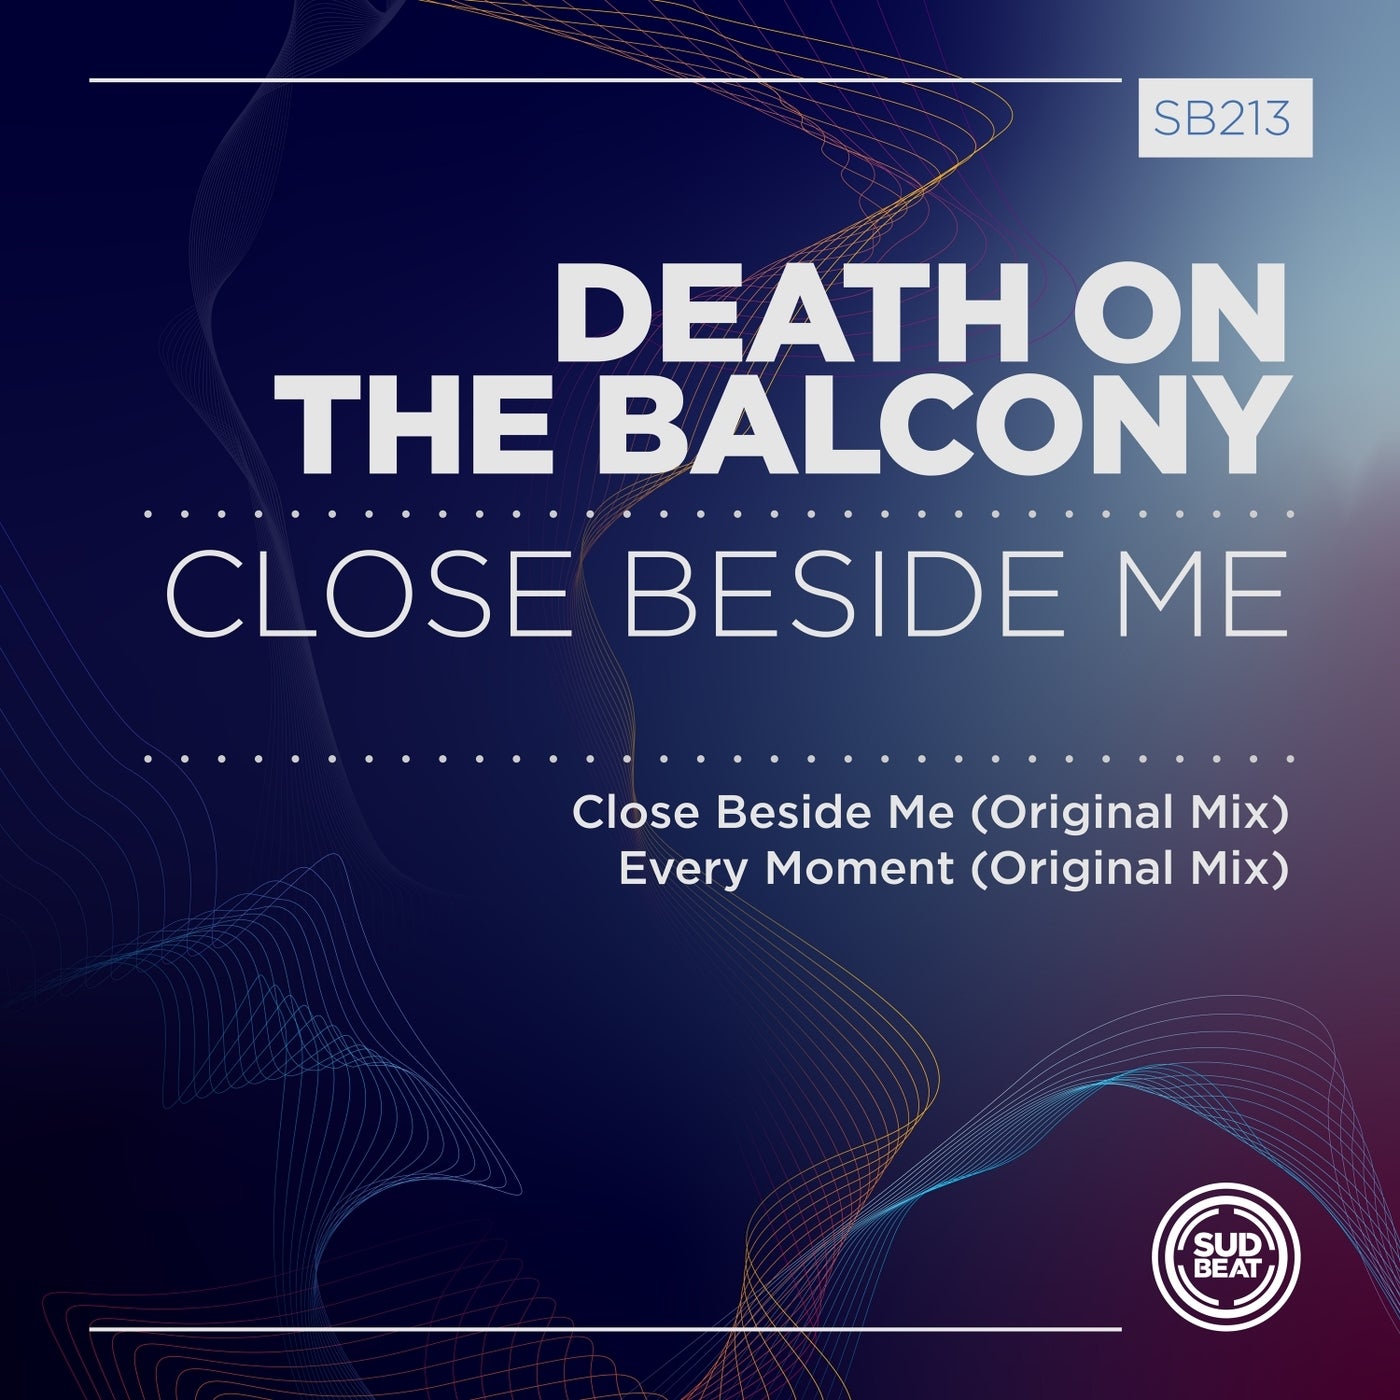 SB213
DEATH ON
THE BALCONY
CLOSE BESIDE ME
Close Beside Me (Original Mix)
Every Moment (Original Mix)
SUD
BEAT